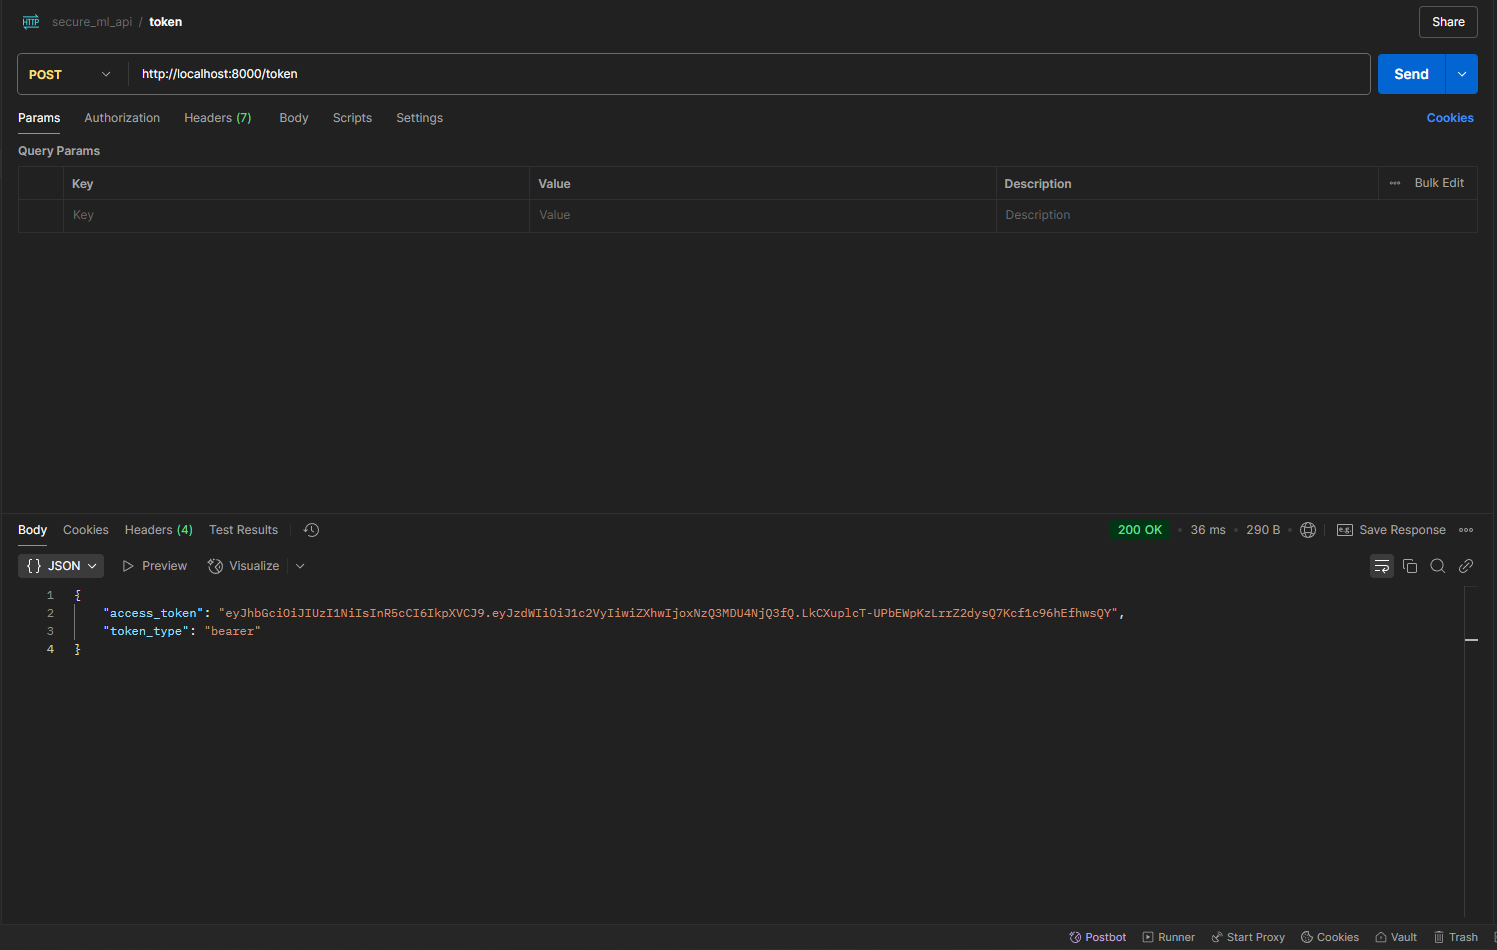 HTTP secure_ml_api / token
Share
POST http://localhost:8000/token Send
Params Authorization Headers (7) Body Scripts Settings Cookies
Query Params
Key Value Description Bulk Edit
Key Value Description
Body Cookies Headers (4) Test Results 200 OK 36 ms 290 B e.g. Save Response
{} JSON Preview Visualize
1 {
2 "access_token": "eyJhbGciOiJIUzI1NiIsInR5cCI6IkpXVCJ9.eyJzdWIiOiJ1c2VyIiwiZXhwIjoxNzQ3MDU4NjQ3fQ.LkCXuplcT-UPbEWpKzLrrZ2dysQ7Kcf1c96hEfhwsQY",
3 "token_type": "bearer"
4 }
Postbot Runner Start Proxy Cookies Vault Trash